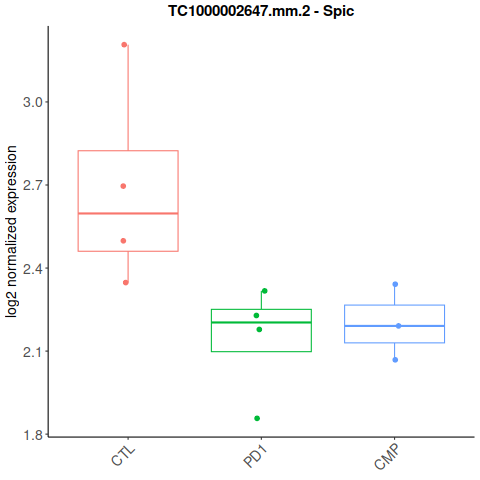 TC1000002647.mm.2 - Spic
log2 normalized expression
3.0
2.7
2.4
2.1
1.8
CTL
PD1
CMP